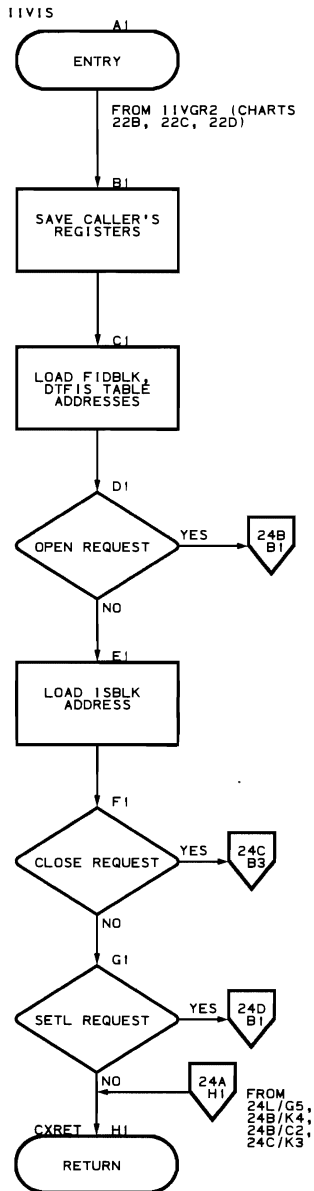 IIVIS
A1
ENTRY
FROM IIVGR2 (CHARTS
22B, 22C, 22D)
B1
SAVE CALLER'S
REGISTERS
C1
LOAD FIDBLK,
DTFIS TABLE
ADDRESSES
D1
OPEN REQUEST
YES
24B
B1
NO
E1
LOAD ISBLK
ADDRESS
F1
CLOSE REQUEST
YES
24C
B3
NO
G1
SETL REQUEST
YES
24D
B1
NO
24A
H1
FROM
24L/G5,
24B/K4,
24B/C2,
24C/K3
CXRET H1
RETURN